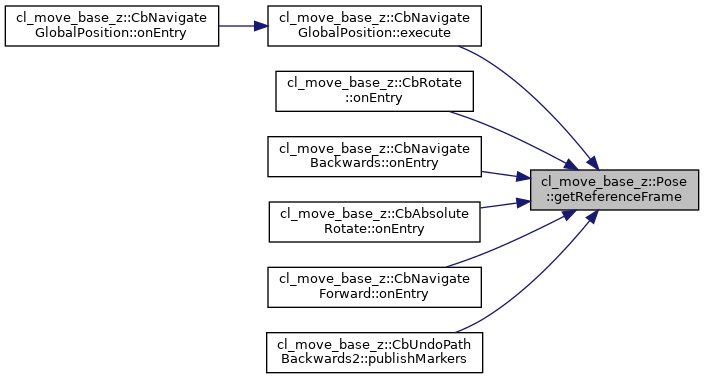 cl_move_base_z::CbNavigate
GlobalPosition::onEntry
cl_move_base_z::CbNavigate
GlobalPosition::execute
cl_move_base_z::CbRotate
::onEntry
cl_move_base_z::CbNavigate
Backwards::onEntry
cl_move_base_z::CbAbsolute
Rotate::onEntry
cl_move_base_z::CbNavigate
Forward::onEntry
cl_move_base_z::CbUndoPath
Backwards2::publishMarkers
cl_move_base_z::Pose
::getReferenceFrame